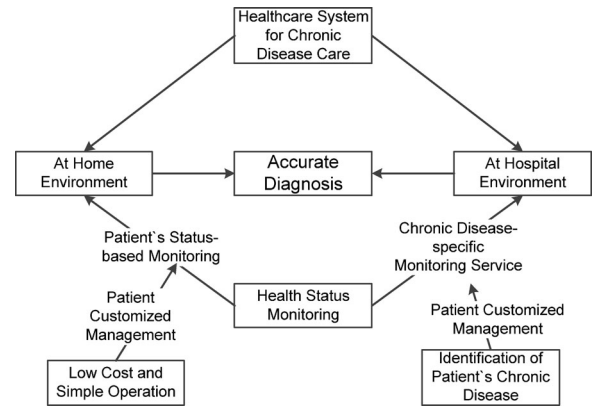 Healthcare System
for Chronic
Disease Care
At Home
Environment
Accurate
Diagnosis
At Hospital
Environment
Patient`s Status-
based Monitoring
Chronic Disease-
specific
Monitoring Service
Patient
Customized
Management
Health Status
Monitoring
Patient Customized
Management
Low Cost and
Simple Operation
Identification of
Patient`s Chronic
Disease